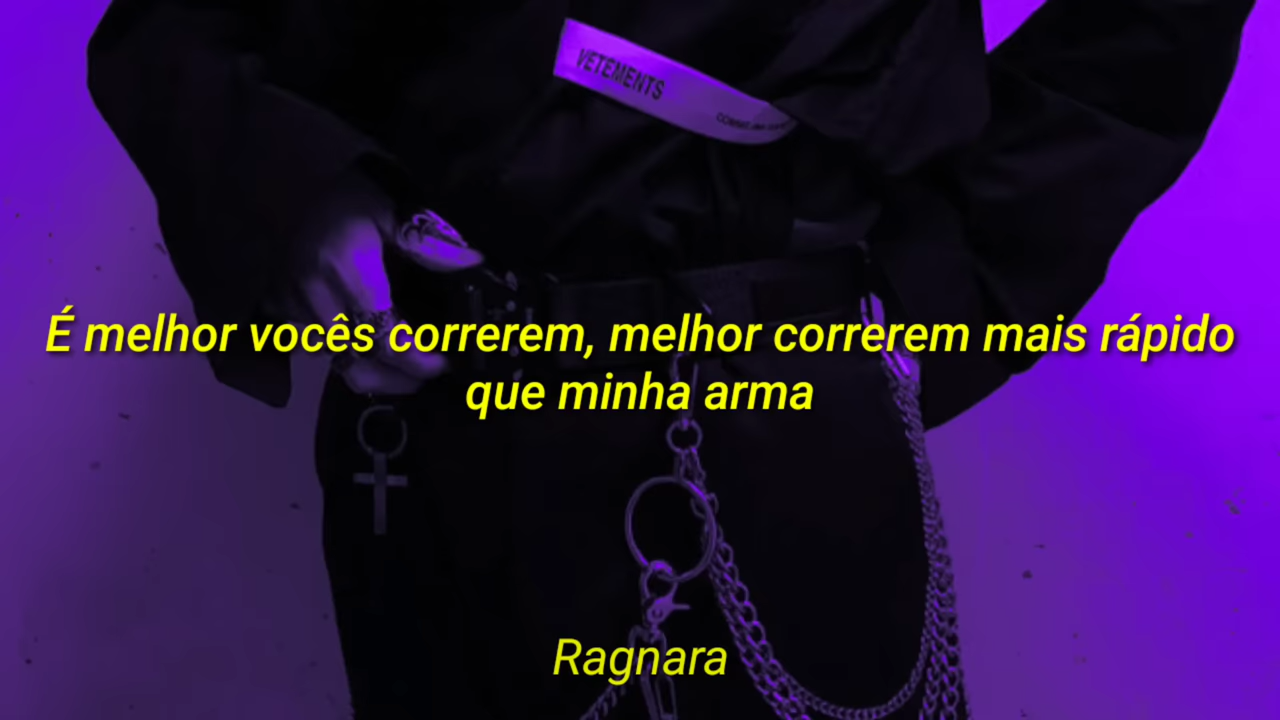 VETEMENTS
É melhor vocês correrem, melhor correrem mais rápido
que minha arma
Ragnara